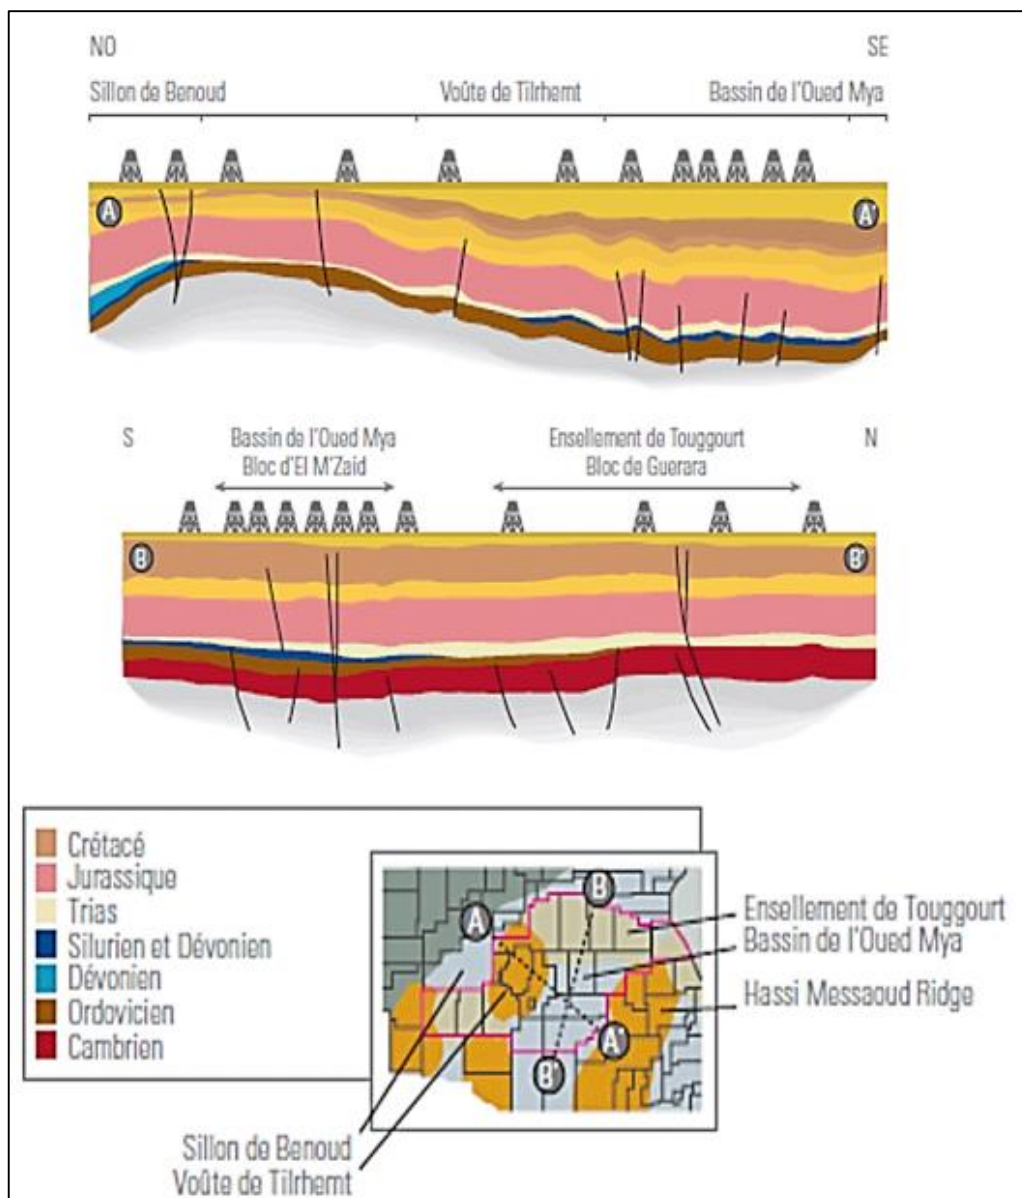 NO SE
Sillon de Benoud Voûte de Tilrhemt Bassin de l'Oued Mya
A A'
S Bassin de l'Oued Mya Ensellement de Touggourt N
Bloc d'El M'Zaid Bloc de Guerara
B B'
Crétacé
Jurassique
Trias
Silurien et Dévonien
Dévonien
Ordovicien
Cambrien
B
A
A'
B'
Ensellement de Touggourt
Bassin de l'Oued Mya
Hassi Messaoud Ridge
Sillon de Benoud
Voûte de Tilrhemt